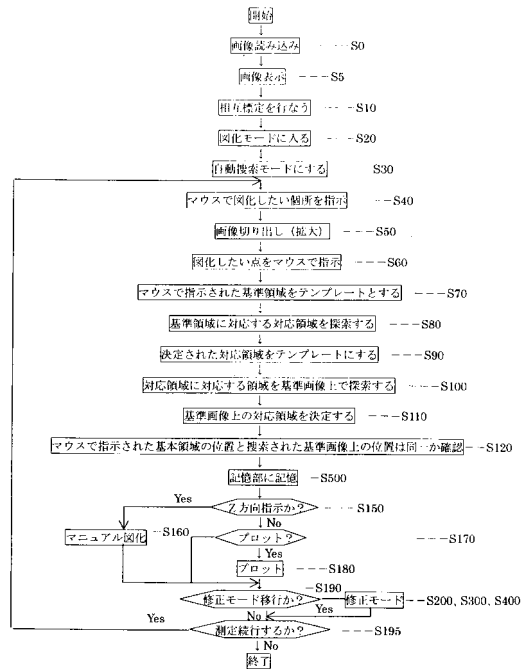 開始
画像読み込み ---S0
画像表示 ---S5
相互標定を行なう ---S10
図化モードに入る ---S20
自動捜索モードにする S30
マウスで図化したい個所を指示 ---S40
画像切り出し（拡大） ---S50
図化したい点をマウスで指示 ---S60
マウスで指示された基準領域をテンプレートとする ---S70
基準領域に対応する対応領域を探索する ---S80
決定された対応領域をテンプレートにする ---S90
対応領域に対応する領域を基準画像上で探索する ---S100
基準画像上の対応領域を決定する ---S110
マウスで指示された基本領域の位置と捜索された基準画像上の位置は同一か確認 --S120
記憶部に記憶 --S500
Yes Z方向指示か？ ---S150
No
マニュアル図化 --S160 プロット？ ---S170
Yes
プロット ---S180
--S190
修正モード移行か？ 修正モード --S200, S300, S400
Yes No Yes
測定続行するか？ ---S195
No
終了